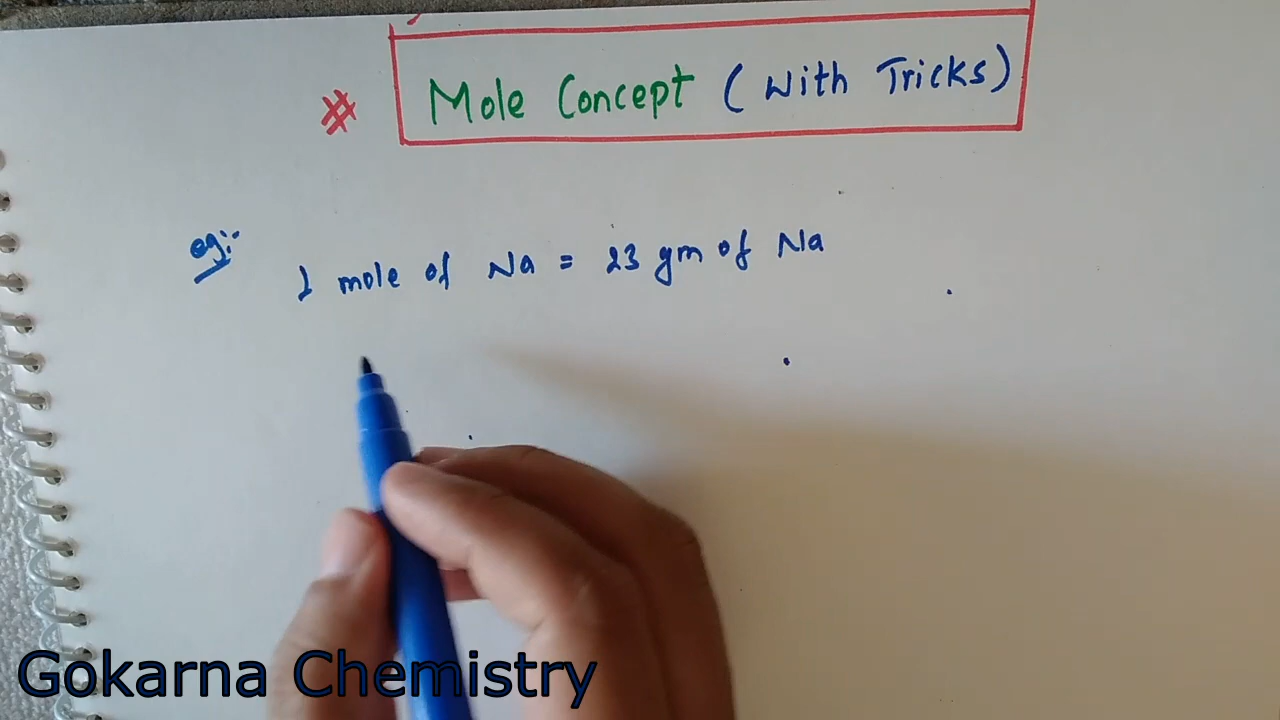 # Mole Concept (With Tricks)
eg:-
1 mole of Na = 23 gm of Na
Gokarna Chemistry